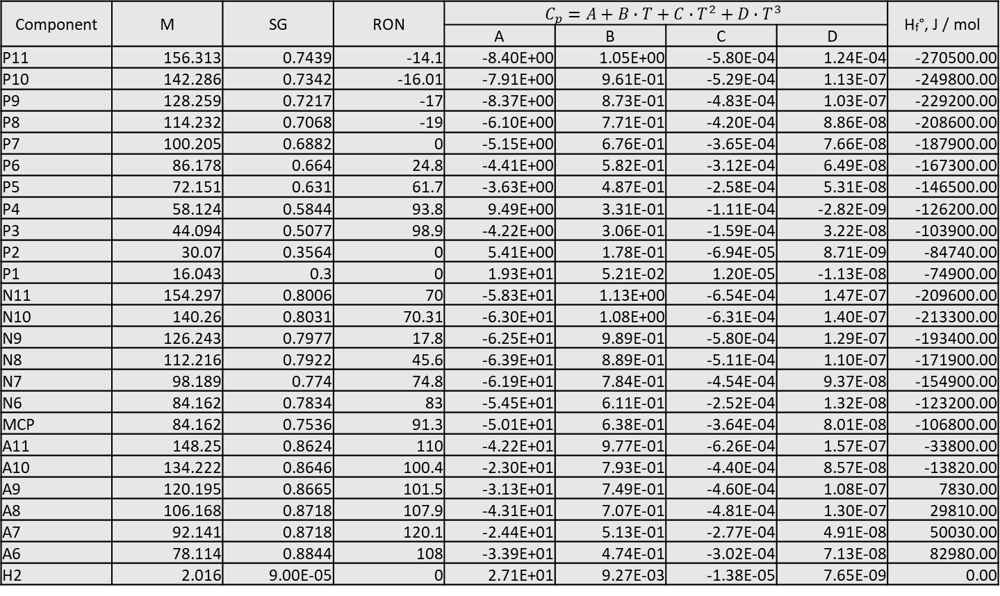 Component M SG RON C_p = A + B · T + C · T² + D · T³ H_f°, J / mol
A B C D
P11 156.313 0.7439 -14.1 -8.40E+00 1.05E+00 -5.80E-04 1.24E-04 -270500.00
P10 142.286 0.7342 -16.01 -7.91E+00 9.61E-01 -5.29E-04 1.13E-07 -249800.00
P9 128.259 0.7217 -17 -8.37E+00 8.73E-01 -4.83E-04 1.03E-07 -229200.00
P8 114.232 0.7068 -19 -6.10E+00 7.71E-01 -4.20E-04 8.86E-08 -208600.00
P7 100.205 0.6882 0 -5.15E+00 6.76E-01 -3.65E-04 7.66E-08 -187900.00
P6 86.178 0.664 24.8 -4.41E+00 5.82E-01 -3.12E-04 6.49E-08 -167300.00
P5 72.151 0.631 61.7 -3.63E+00 4.87E-01 -2.58E-04 5.31E-08 -146500.00
P4 58.124 0.5844 93.8 9.49E+00 3.31E-01 -1.11E-04 -2.82E-09 -126200.00
P3 44.094 0.5077 98.9 -4.22E+00 3.06E-01 -1.59E-04 3.22E-08 -103900.00
P2 30.07 0.3564 0 5.41E+00 1.78E-01 -6.94E-05 8.71E-09 -84740.00
P1 16.043 0.3 0 1.93E+01 5.21E-02 1.20E-05 -1.13E-08 -74900.00
N11 154.297 0.8006 70 -5.83E+01 1.13E+00 -6.54E-04 1.47E-07 -209600.00
N10 140.26 0.8031 70.31 -6.30E+01 1.08E+00 -6.31E-04 1.40E-07 -213300.00
N9 126.243 0.7977 17.8 -6.25E+01 9.89E-01 -5.80E-04 1.29E-07 -193400.00
N8 112.216 0.7922 45.6 -6.39E+01 8.89E-01 -5.11E-04 1.10E-07 -171900.00
N7 98.189 0.774 74.8 -6.19E+01 7.84E-01 -4.54E-04 9.37E-08 -154900.00
N6 84.162 0.7834 83 -5.45E+01 6.11E-01 -2.52E-04 1.32E-08 -123200.00
MCP 84.162 0.7536 91.3 -5.01E+01 6.38E-01 -3.64E-04 8.01E-08 -106800.00
A11 148.25 0.8624 110 -4.22E+01 9.77E-01 -6.26E-04 1.57E-07 -33800.00
A10 134.222 0.8646 100.4 -2.30E+01 7.93E-01 -4.40E-04 8.57E-08 -13820.00
A9 120.195 0.8665 101.5 -3.13E+01 7.49E-01 -4.60E-04 1.08E-07 7830.00
A8 106.168 0.8718 107.9 -4.31E+01 7.07E-01 -4.81E-04 1.30E-07 29810.00
A7 92.141 0.8718 120.1 -2.44E+01 5.13E-01 -2.77E-04 4.91E-08 50030.00
A6 78.114 0.8844 108 -3.39E+01 4.74E-01 -3.02E-04 7.13E-08 82980.00
H2 2.016 9.00E-05 0 2.71E+01 9.27E-03 -1.38E-05 7.65E-09 0.00